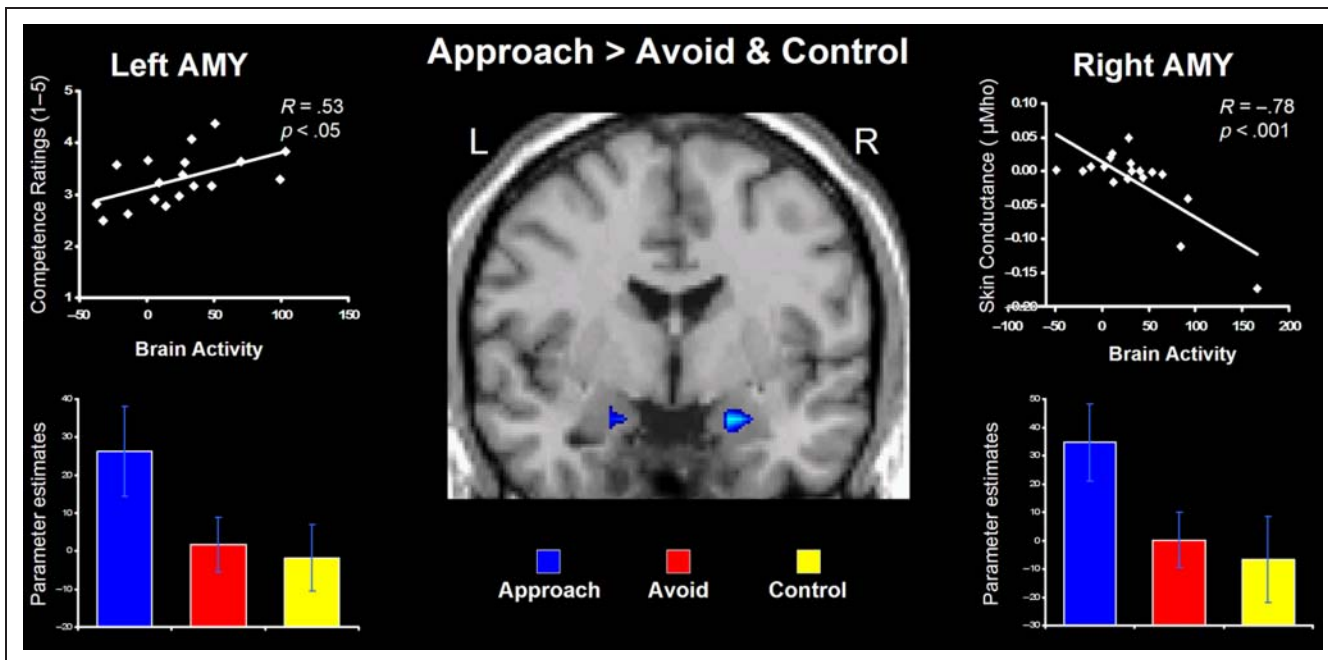 Approach > Avoid & Control
Left AMY
Competence Ratings (1–5)
5
4
3
2
1
R = .53
p < .05
−50
0
50
100
150
Brain Activity
L
R
Right AMY
Skin Conductance ( µMho)
0.10
0.05
0.00
−0.05
−0.10
−0.15
−0.20
R = −.78
p < .001
−100
−50
0
50
100
150
200
Brain Activity
Parameter estimates
40
30
20
10
0
−10
−20
Approach
Avoid
Control
Parameter estimates
50
40
30
20
10
0
−10
−20
−30